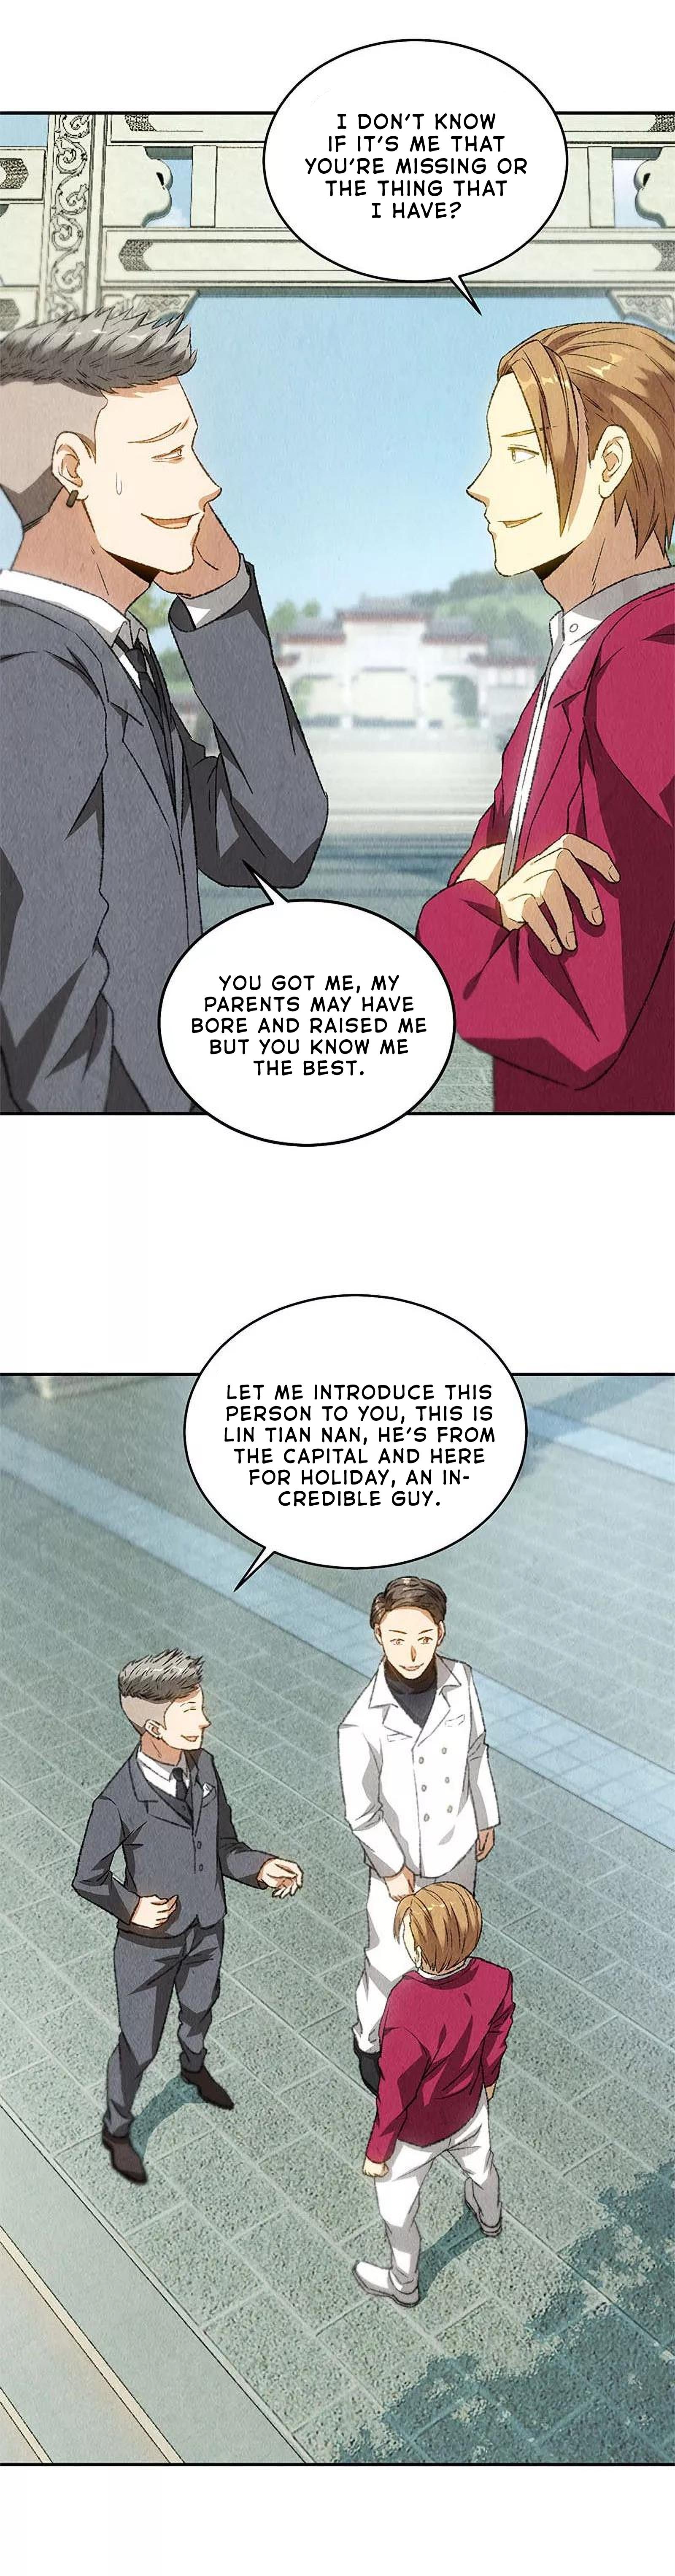 I DON'T KNOW
IF IT'S ME THAT
YOU'RE MISSING OR
THE THING THAT
I HAVE?
YOU GOT ME, MY
PARENTS MAY HAVE
BORE AND RAISED ME
BUT YOU KNOW ME
THE BEST.
LET ME INTRODUCE THIS
PERSON TO YOU, THIS IS
LIN TIAN NAN, HE'S FROM
THE CAPITAL AND HERE
FOR HOLIDAY, AN IN-
CREDIBLE GUY.